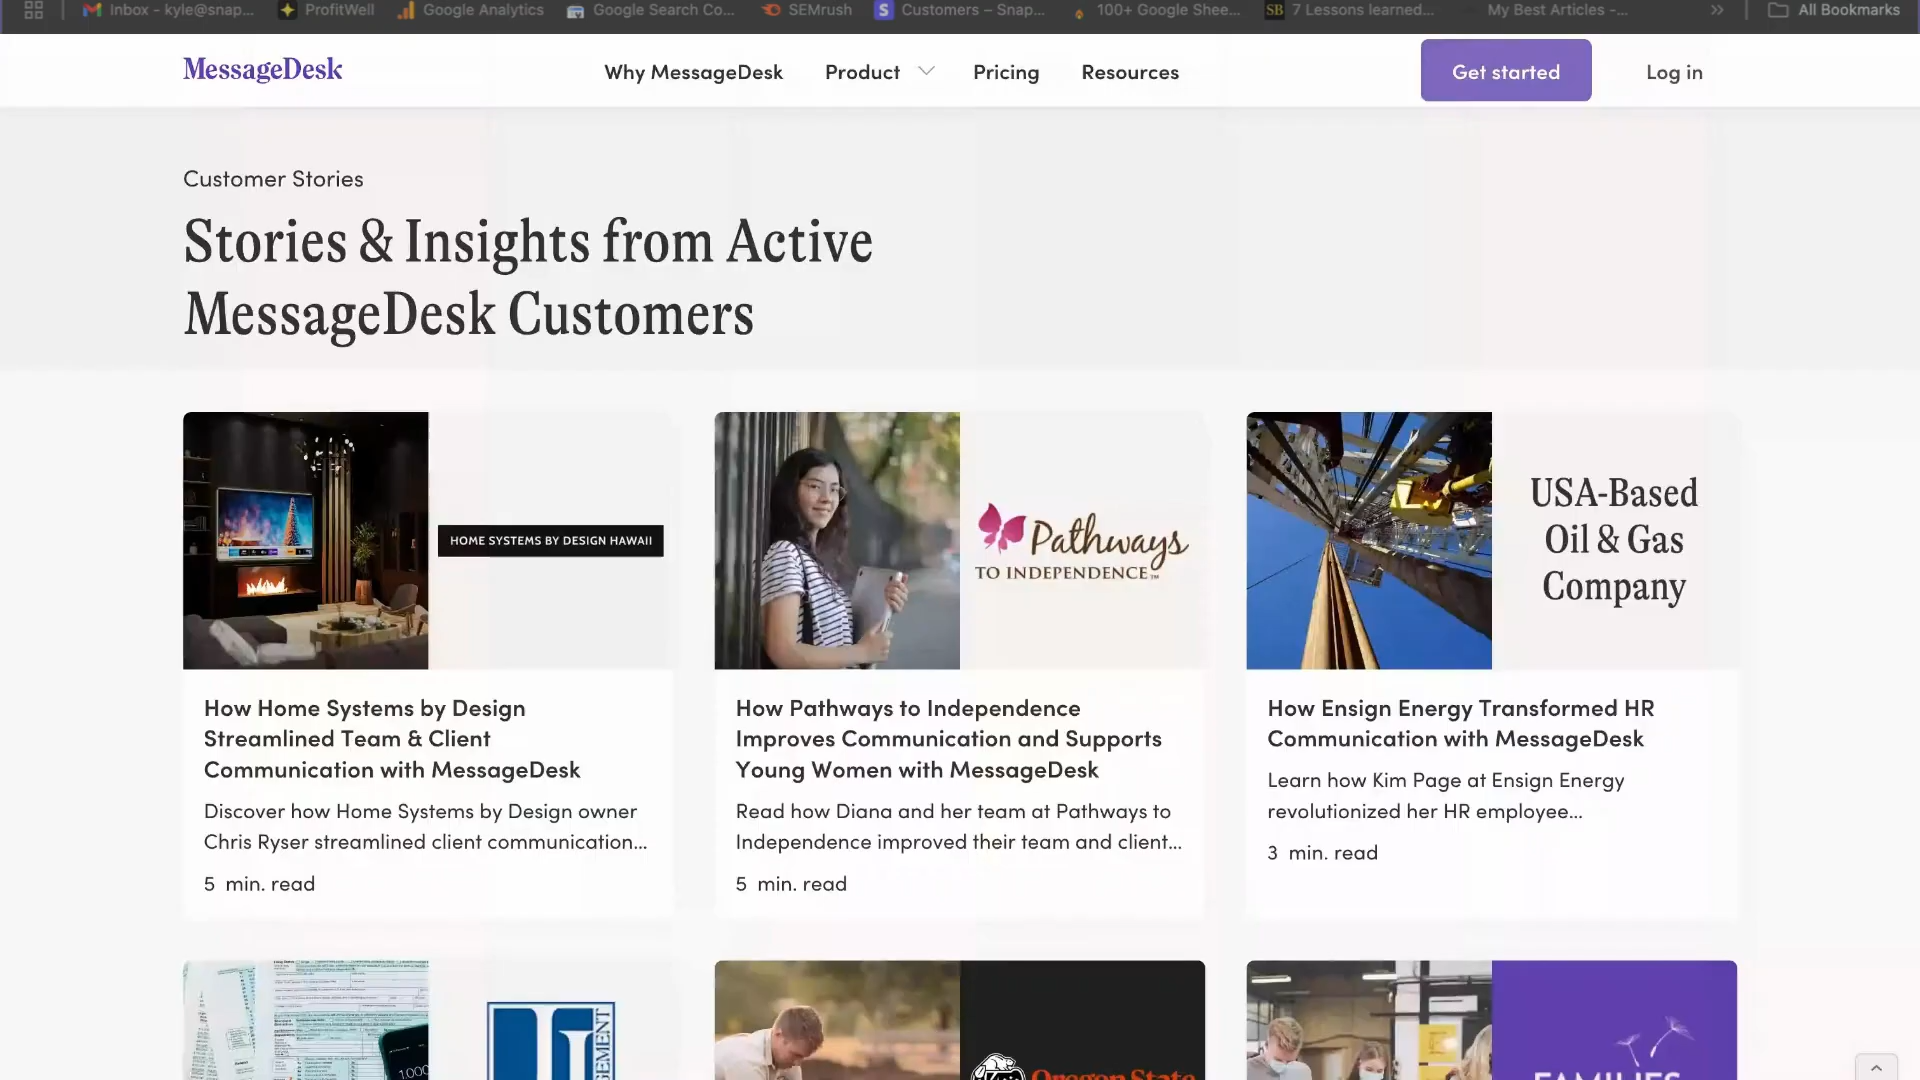 Inbox - kyle@snap...
ProfitWell
Google Analytics
Google Search Co...
SEMrush
S
Customers – Snap...
100+ Google Shee...
SB
7 Lessons learned...
My Best Articles -...
»
All Bookmarks
MessageDesk
Why MessageDesk
Product
Pricing
Resources
Get started
Log in
Customer Stories
Stories & Insights from Active
MessageDesk Customers
HOME SYSTEMS BY DESIGN HAWAII
Pathways
TO INDEPENDENCE™
USA-Based
Oil & Gas
Company
How Home Systems by Design
Streamlined Team & Client
Communication with MessageDesk
Discover how Home Systems by Design owner
Chris Ryser streamlined client communication...
5 min. read
How Pathways to Independence
Improves Communication and Supports
Young Women with MessageDesk
Read how Diana and her team at Pathways to
Independence improved their team and client...
5 min. read
How Ensign Energy Transformed HR
Communication with MessageDesk
Learn how Kim Page at Ensign Energy
revolutionized her HR employee...
3 min. read
Oregon State
FAMILIES